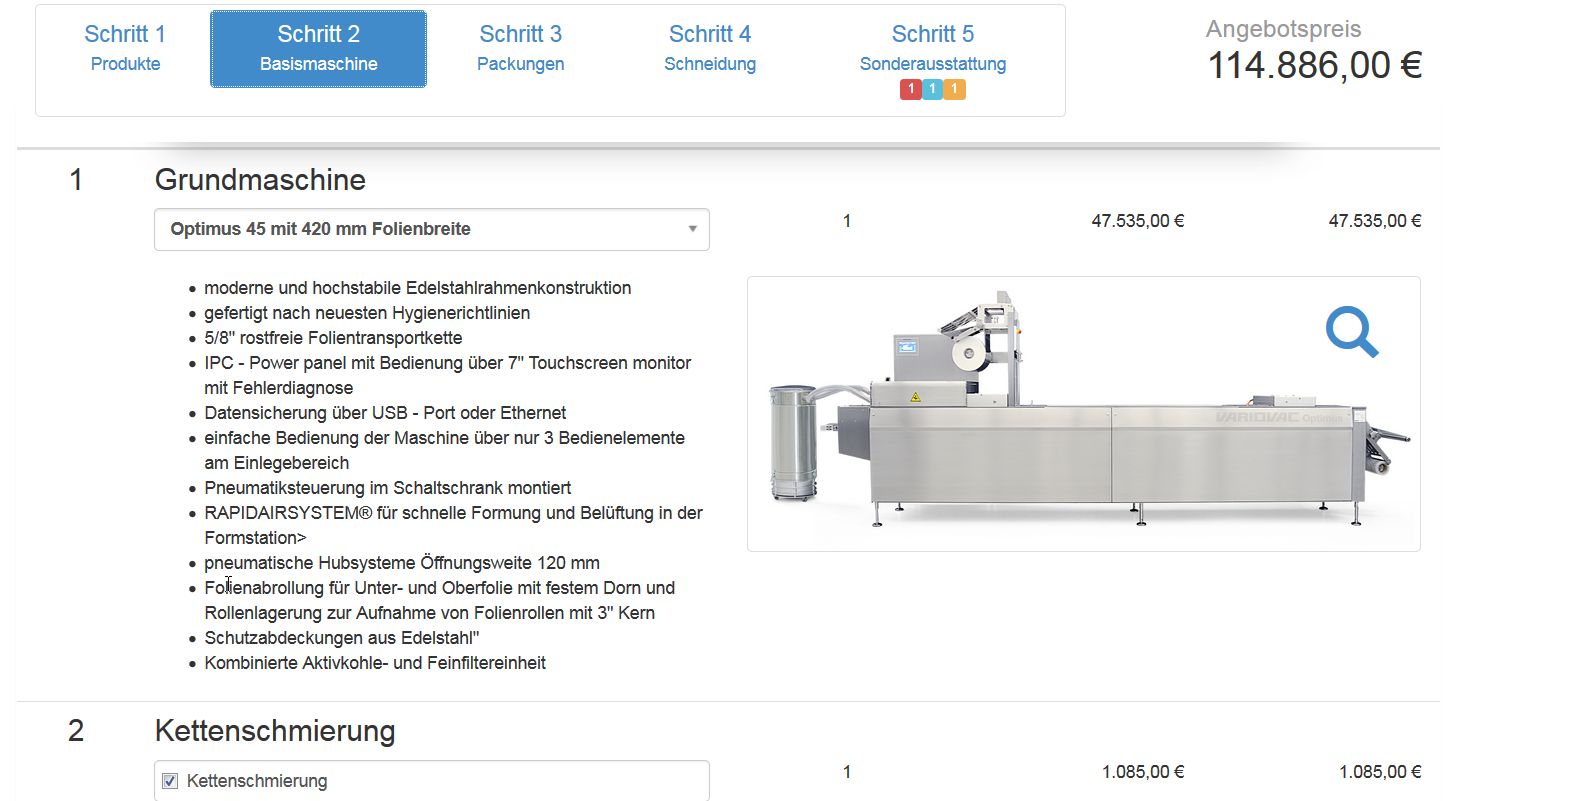 Schritt 1
Produkte
Schritt 2
Basismaschine
Schritt 3
Packungen
Schritt 4
Schneidung
Schritt 5
Sonderausstattung
1 1 1
Angebotspreis
114.886,00 €
1 Grundmaschine
Optimus 45 mit 420 mm Folienbreite 1 47.535,00 € 47.535,00 €
moderne und hochstabile Edelstahlrahmenkonstruktion
gefertigt nach neuesten Hygienerichtlinien
5/8" rostfreie Folientransportkette
IPC - Power panel mit Bedienung über 7" Touchscreen monitor
mit Fehlerdiagnose
Datensicherung über USB - Port oder Ethernet
einfache Bedienung der Maschine über nur 3 Bedienelemente
am Einlegebereich
Pneumatiksteuerung im Schaltschrank montiert
RAPIDAIRSYSTEM® für schnelle Formung und Belüftung in der
Formstation>
pneumatische Hubsysteme Öffnungsweite 120 mm
Folienabrollung für Unter- und Oberfolie mit festem Dorn und
Rollenlagerung zur Aufnahme von Folienrollen mit 3" Kern
Schutzabdeckungen aus Edelstahl"
Kombinierte Aktivkohle- und Feinfiltereinheit
VARIOVAC Optimus
2 Kettenschmierung
Kettenschmierung 1 1.085,00 € 1.085,00 €